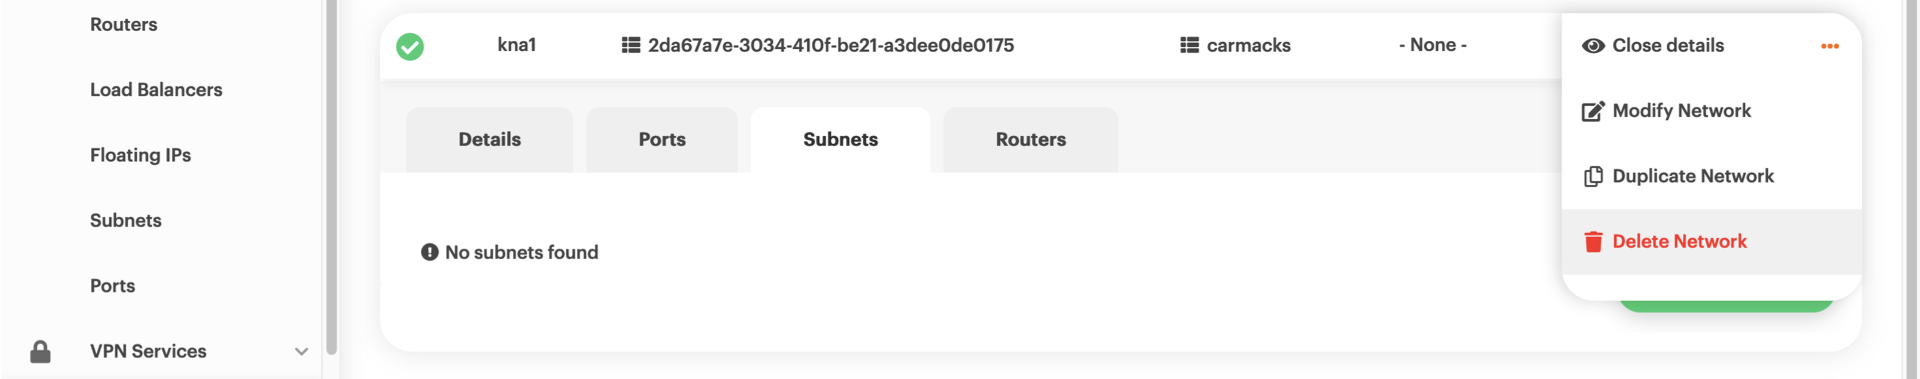 Routers
Load Balancers
Floating IPs
Subnets
Ports
VPN Services
kna1 2da67a7e-3034-410f-be21-a3dee0de0175 carmacks - None -
Details Ports Subnets Routers
No subnets found
Close details
Modify Network
Duplicate Network
Delete Network